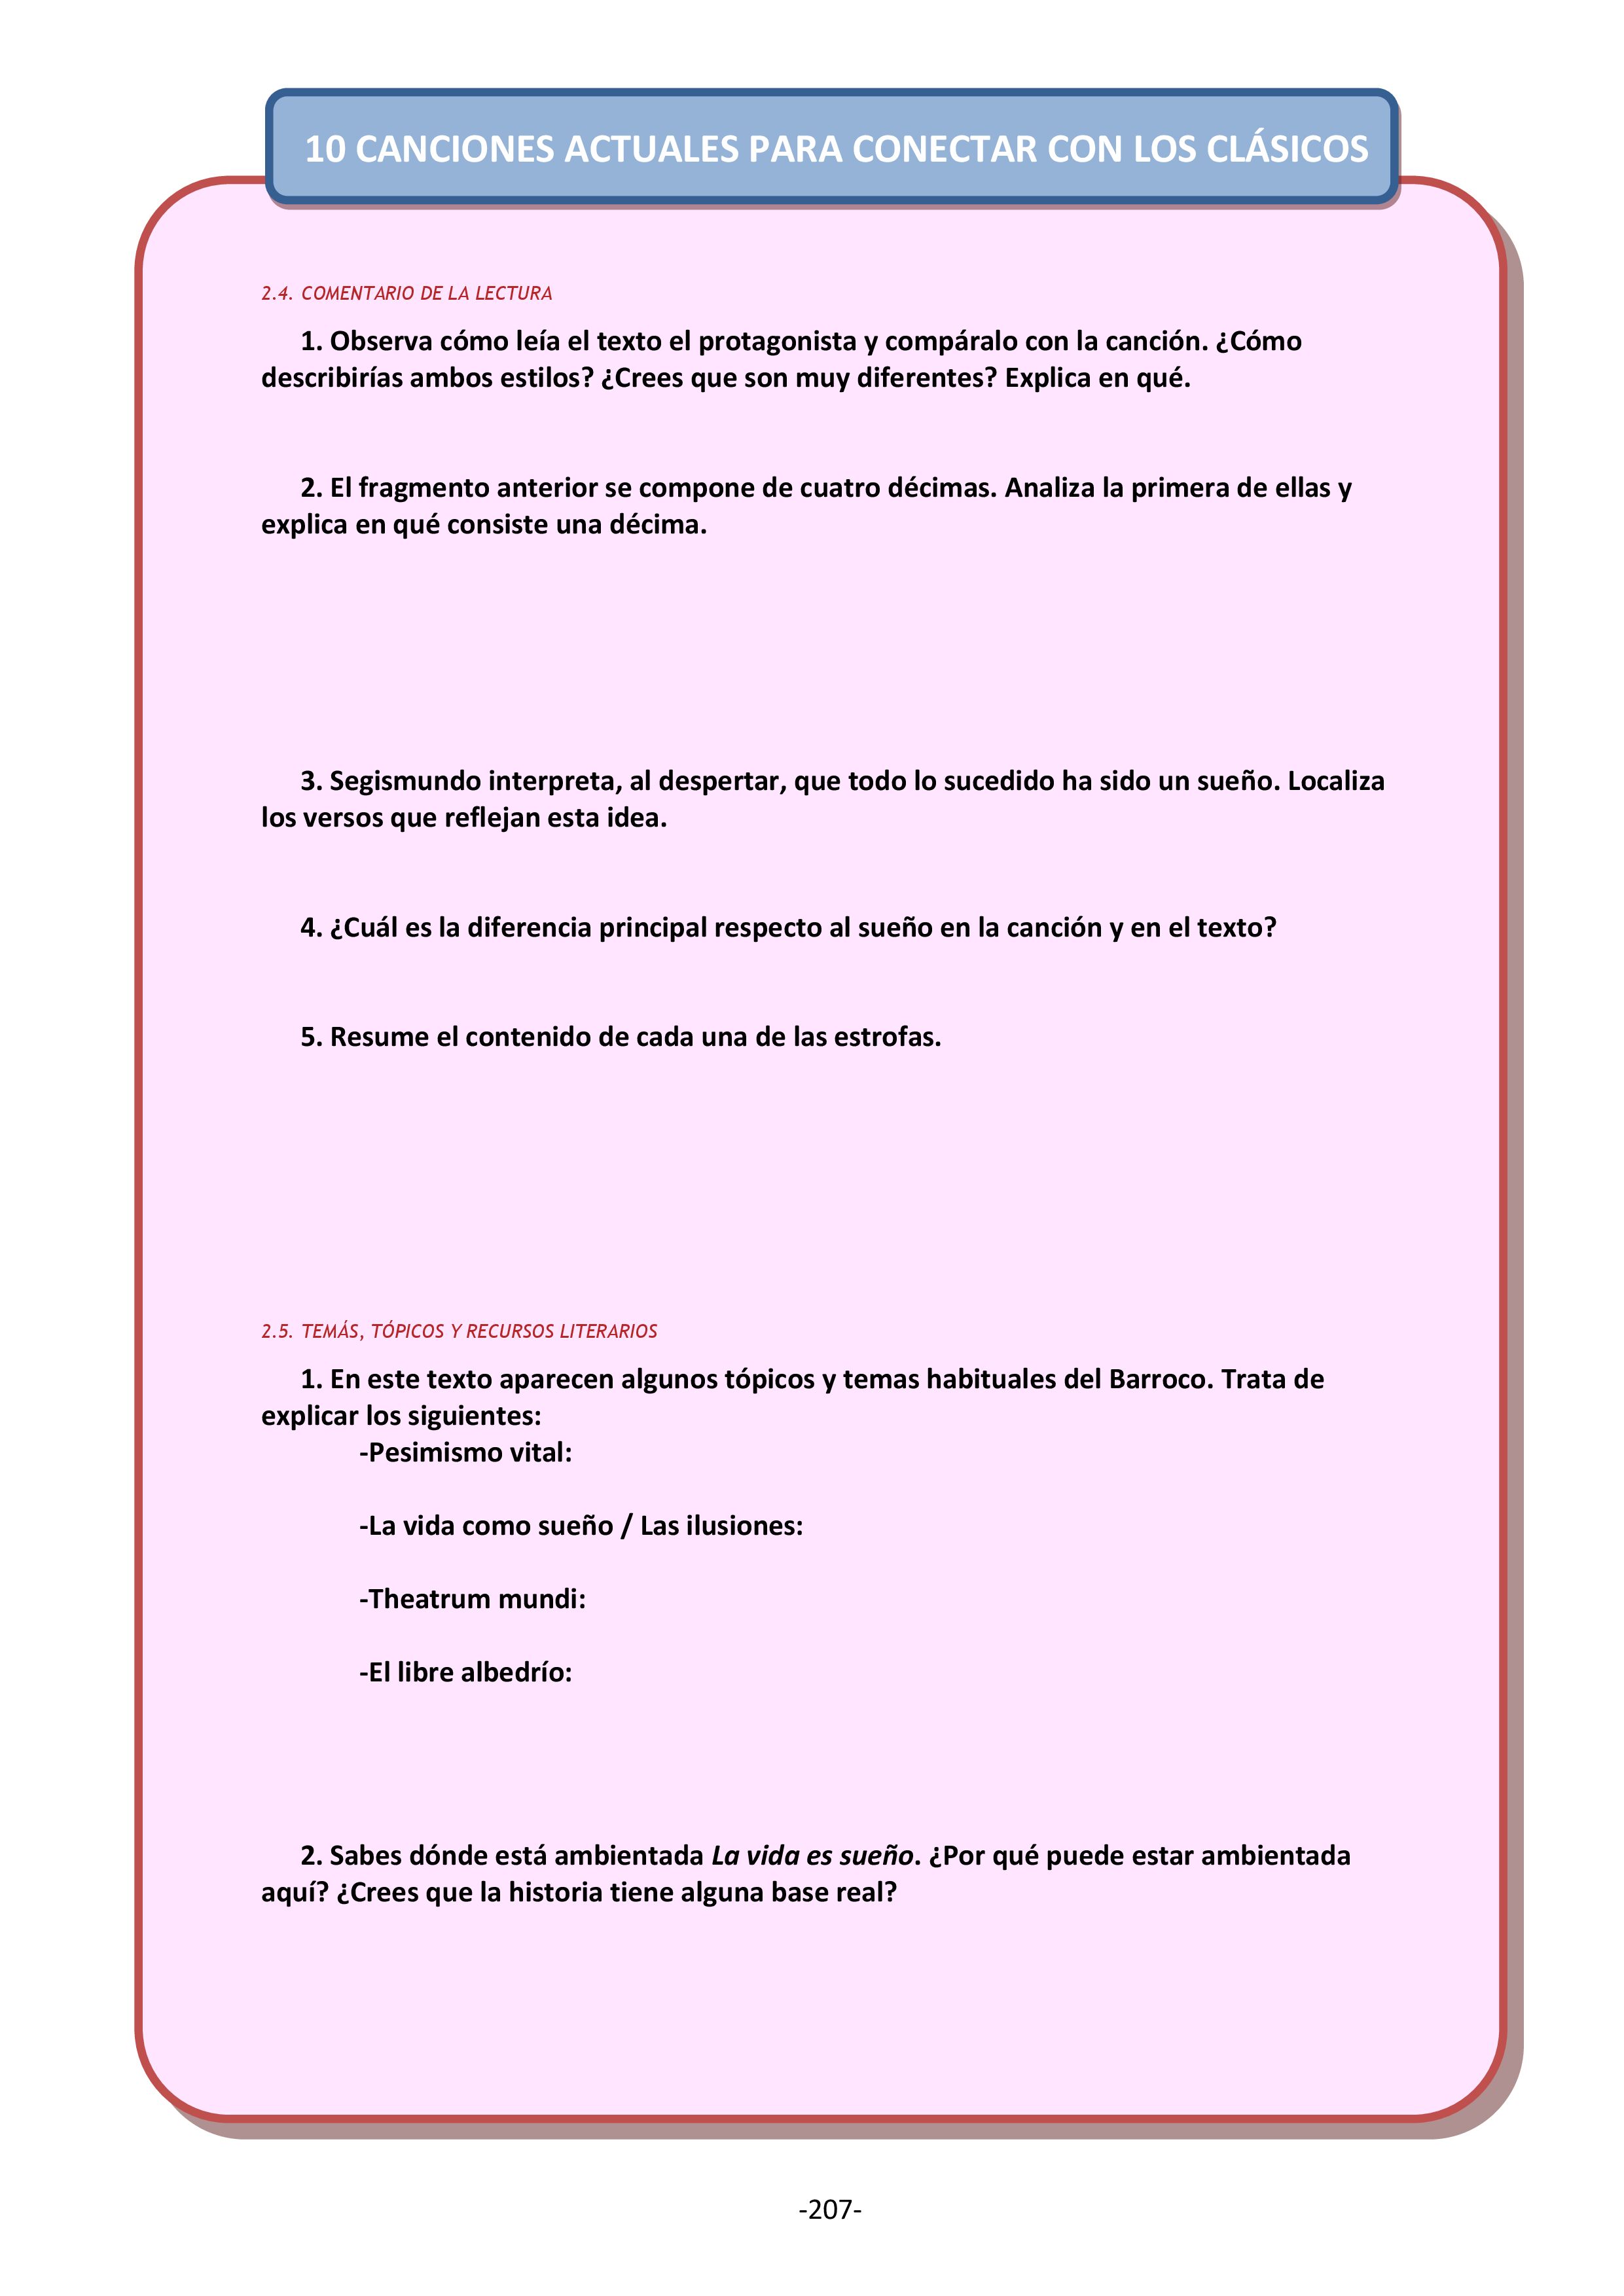 10 CANCIONES ACTUALES PARA CONECTAR CON LOS CLÁSICOS
2.4. COMENTARIO DE LA LECTURA
1. Observa cómo leía el texto el protagonista y compáralo con la canción. ¿Cómo
describirías ambos estilos? ¿Crees que son muy diferentes? Explica en qué.
2. El fragmento anterior se compone de cuatro décimas. Analiza la primera de ellas y
explica en qué consiste una décima.
3. Segismundo interpreta, al despertar, que todo lo sucedido ha sido un sueño. Localiza
los versos que reflejan esta idea.
4. ¿Cuál es la diferencia principal respecto al sueño en la canción y en el texto?
5. Resume el contenido de cada una de las estrofas.
2.5. TEMÁS, TÓPICOS Y RECURSOS LITERARIOS
1. En este texto aparecen algunos tópicos y temas habituales del Barroco. Trata de
explicar los siguientes:
-Pesimismo vital:
-La vida como sueño / Las ilusiones:
-Theatrum mundi:
-El libre albedrío:
2. Sabes dónde está ambientada La vida es sueño. ¿Por qué puede estar ambientada
aquí? ¿Crees que la historia tiene alguna base real?
-207-